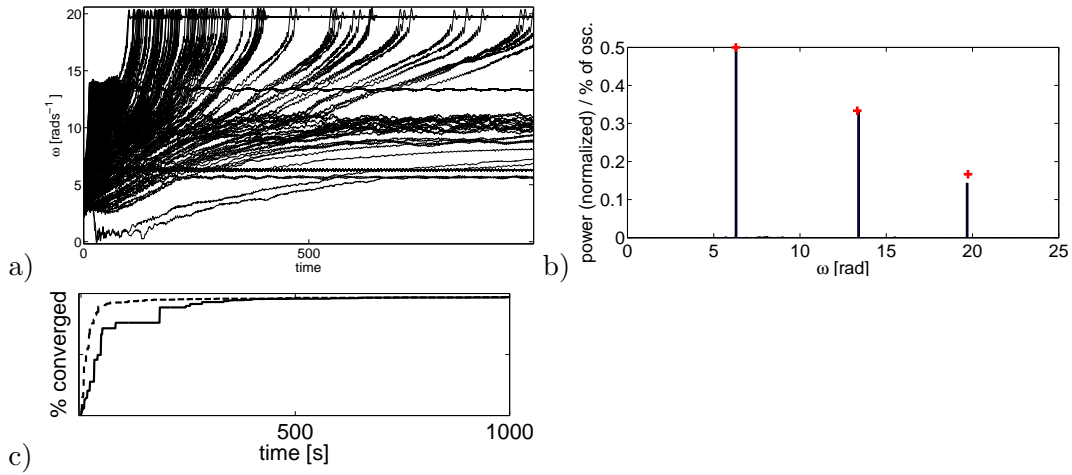 20
15
10
5
0
ω [rads⁻¹]
0
500
time
a)
0.5
0.4
0.3
0.2
0.1
0
power (normalized) / % of osc.
0
5
10
15
20
25
ω [rad]
b)
% converged
500
1000
time [s]
c)